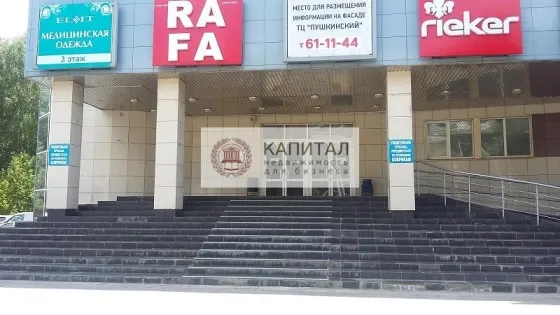 ELIT
МЕДИЦИНСКАЯ
ОДЕЖДА
3 этаж
RA
FA
МЕСТО ДЛЯ РАЗМЕЩЕНИЯ
ИНФОРМАЦИИ НА ФАСАДЕ
ТЦ "ПУШКИНСКИЙ"
т 61-11-44
rieker
КАПИТАЛ
недвижимость
для бизнеса